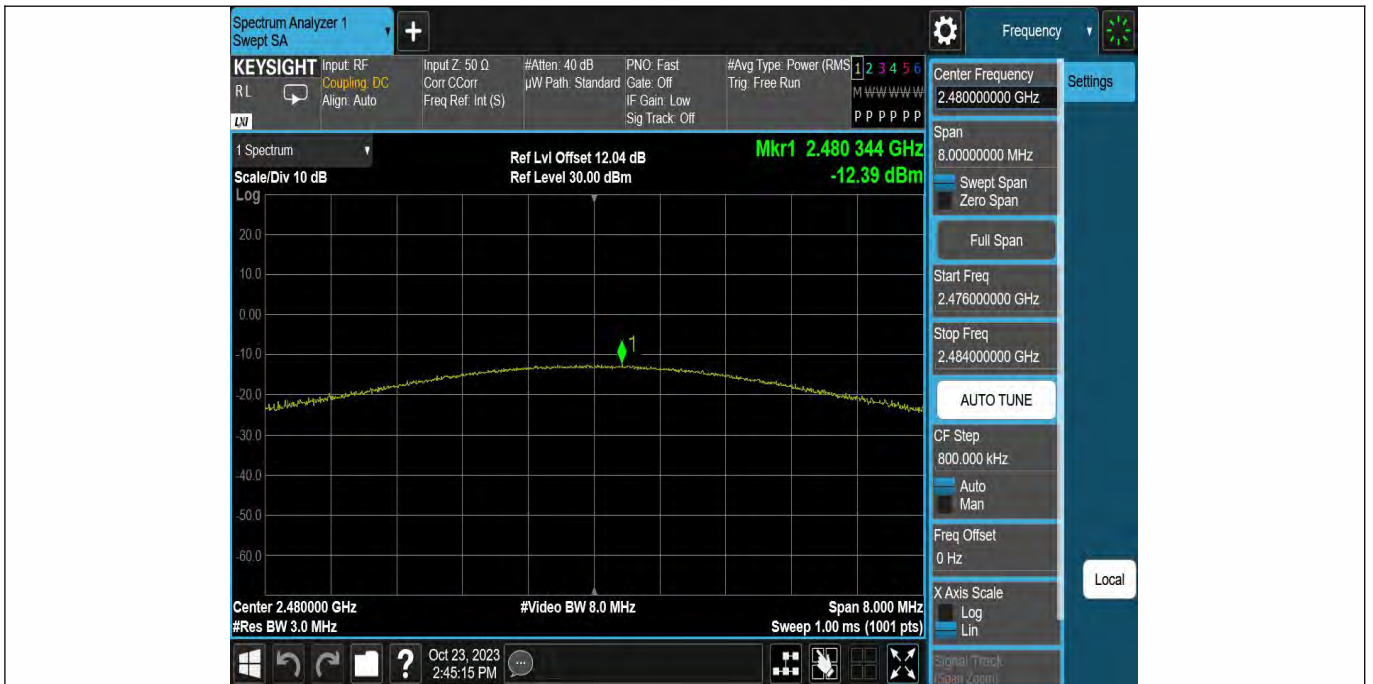 Spectrum Analyzer 1
Swept SA
+
Frequency
KEYSIGHT
RL
LXI
Input: RF
Coupling: DC
Align: Auto
Input Z: 50 Ω
Corr CCorr
Freq Ref: Int (S)
#Atten: 40 dB
µW Path: Standard
PNO: Fast
Gate: Off
IF Gain: Low
Sig Track: Off
#Avg Type: Power (RMS
Trig: Free Run
1 2 3 4 5 6
M W W W W W
P P P P P P
1 Spectrum
Scale/Div 10 dB
Log
Ref Lvl Offset 12.04 dB
Ref Level 30.00 dBm
Mkr1 2.480 344 GHz
-12.39 dBm
20.0
10.0
0.00
1
-10.0
-20.0
-30.0
-40.0
-50.0
-60.0
Center 2.480000 GHz
#Res BW 3.0 MHz
#Video BW 8.0 MHz
Span 8.000 MHz
Sweep 1.00 ms (1001 pts)
Center Frequency
2.480000000 GHz
Settings
Span
8.00000000 MHz
Swept Span
Zero Span
Full Span
Start Freq
2.476000000 GHz
Stop Freq
2.484000000 GHz
AUTO TUNE
CF Step
800.000 kHz
Auto
Man
Freq Offset
0 Hz
X Axis Scale
Log
Lin
Local
Signal Track
(Span Zoom)
?
Oct 23, 2023
2:45:15 PM